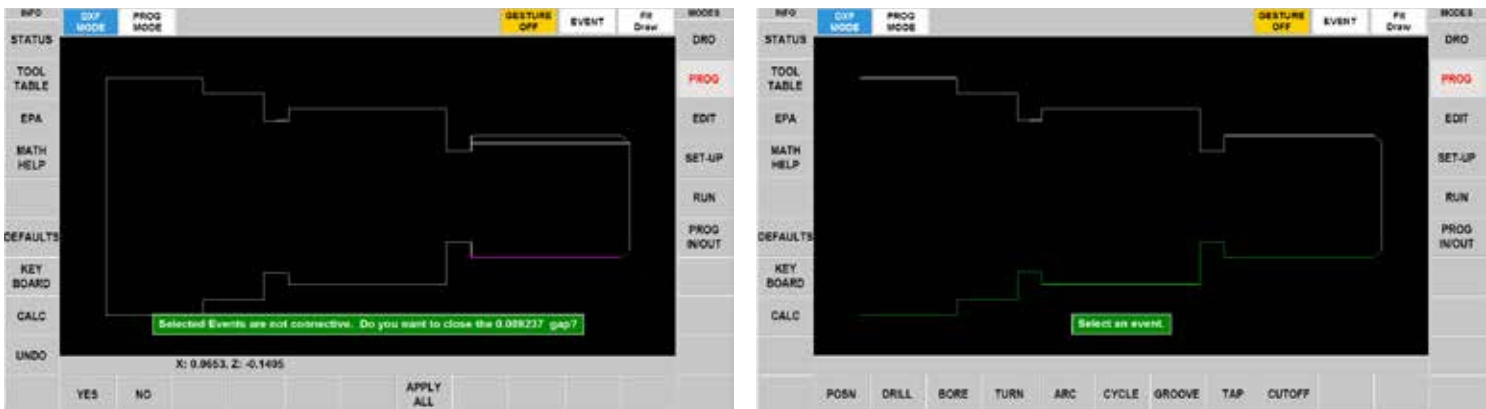 INFO
DXF MODE
PROG MODE
GESTURE OFF
EVENT
Fit Draw
MODES
STATUS
TOOL TABLE
EPA
MATH HELP
DEFAULTS
KEY BOARD
CALC
UNDO
DRO
PROG
EDIT
SET-UP
RUN
PROG IN/OUT
Selected Events are not connective. Do you want to close the 0.009237 gap?
X: 0.9653, Z: -0.1495
YES
NO
APPLY ALL
INFO
DXF MODE
PROG MODE
GESTURE OFF
EVENT
Fit Draw
MODES
STATUS
TOOL TABLE
EPA
MATH HELP
DEFAULTS
KEY BOARD
CALC
DRO
PROG
EDIT
SET-UP
RUN
PROG IN/OUT
Select an event.
POSN
DRILL
BORE
TURN
ARC
CYCLE
GROOVE
TAP
CUTOFF